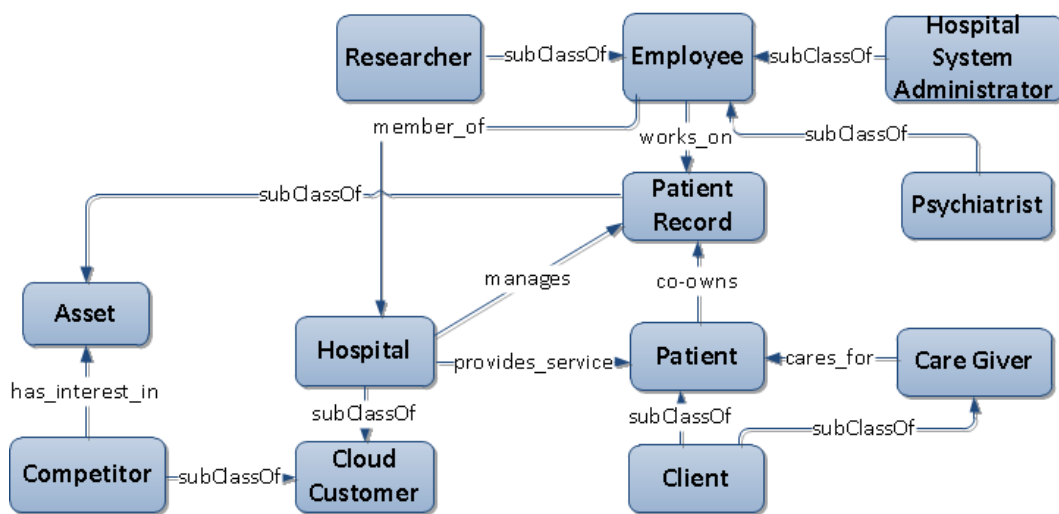 Researcher
subClassOf
Employee
subClassOf
Hospital
System
Administrator
member_of
works_on
subClassOf
subClassOf
Patient
Record
Psychiatrist
manages
co-owns
Asset
Hospital
provides_service
Patient
cares_for
Care Giver
has_interest_in
subClassOf
subClassOf
subClassOf
Competitor
subClassOf
Cloud
Customer
Client